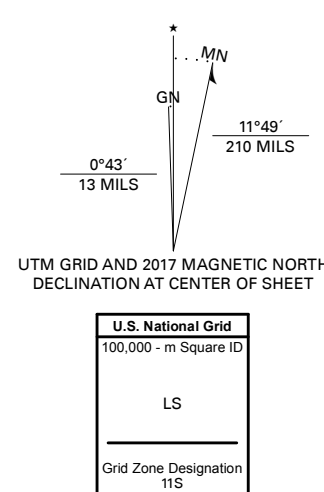 ★
MN
GN
11°49´
210 MILS
0°43´
13 MILS
UTM GRID AND 2017 MAGNETIC NORTH
DECLINATION AT CENTER OF SHEET
U.S. National Grid
100,000 - m Square ID
LS
Grid Zone Designation
11S